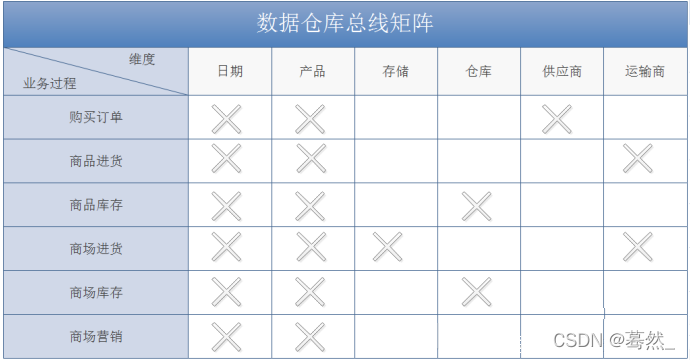 数据仓库总线矩阵
维度
业务过程
日期 产品 存储 仓库 供应商 运输商
购买订单
商品进货
商品库存
商场进货
商场库存
商场营销
CSDN @蓦然_